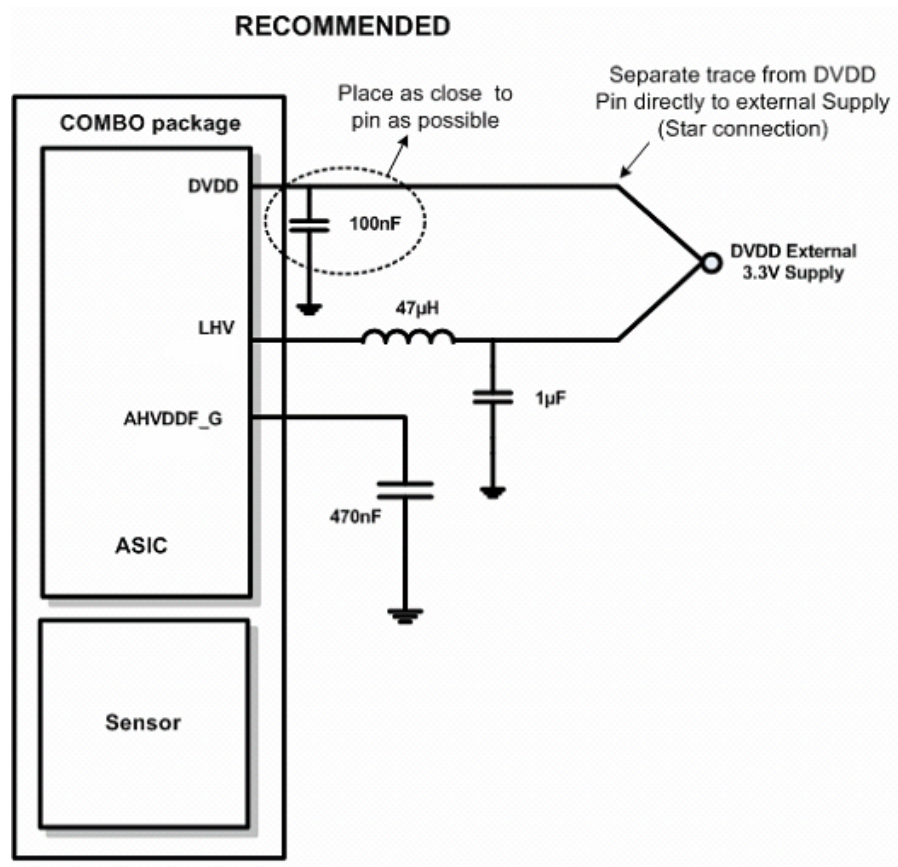 RECOMMENDED
Place as close to
pin as possible
Separate trace from DVDD
Pin directly to external Supply
(Star connection)
COMBO package
DVDD
100nF
DVDD External
3.3V Supply
47µH
LHV
1µF
AHVDDF_G
470nF
ASIC
Sensor